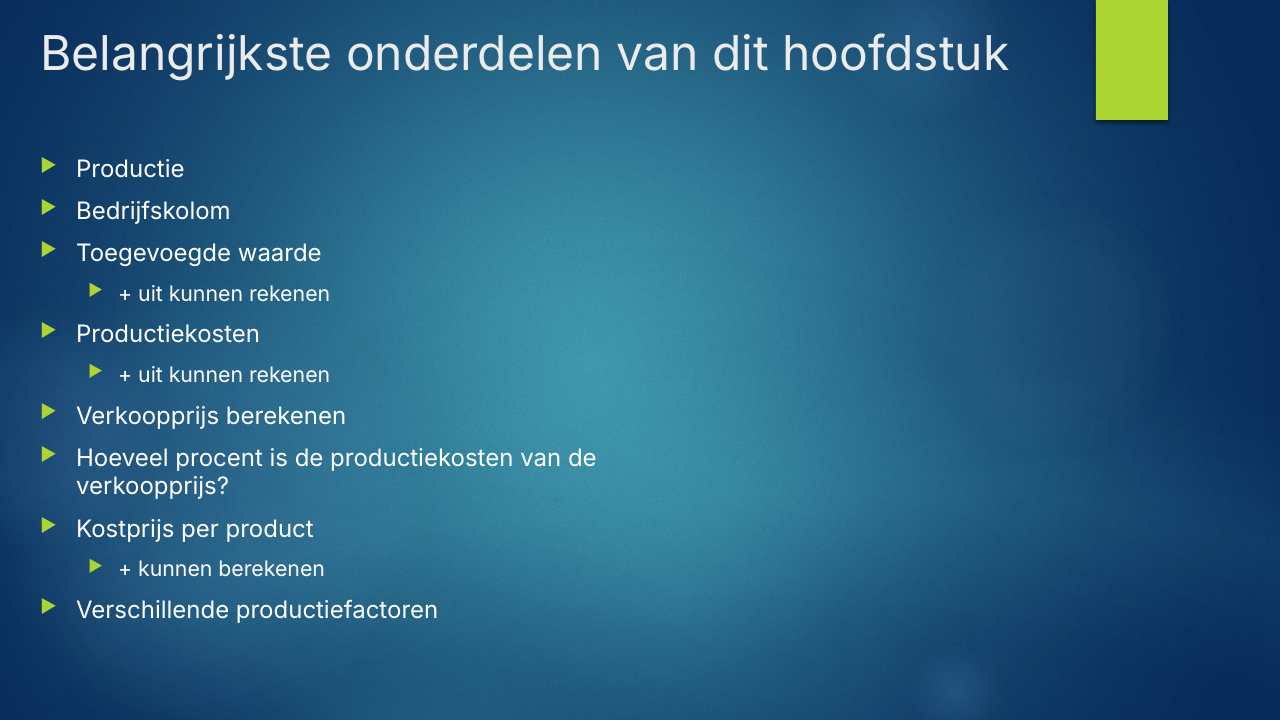 Belangrijkste onderdelen van dit hoofdstuk
Productie
Bedrijfskolom
Toegevoegde waarde
+ uit kunnen rekenen
Productiekosten
+ uit kunnen rekenen
Verkoopprijs berekenen
Hoeveel procent is de productiekosten van de
verkoopprijs?
Kostprijs per product
+ kunnen berekenen
Verschillende productiefactoren